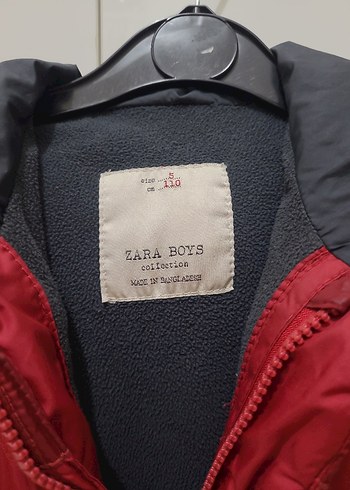 size ... 5 ...
cm ... 110
ZARA BOYS
collection
MADE IN BANGLADESH